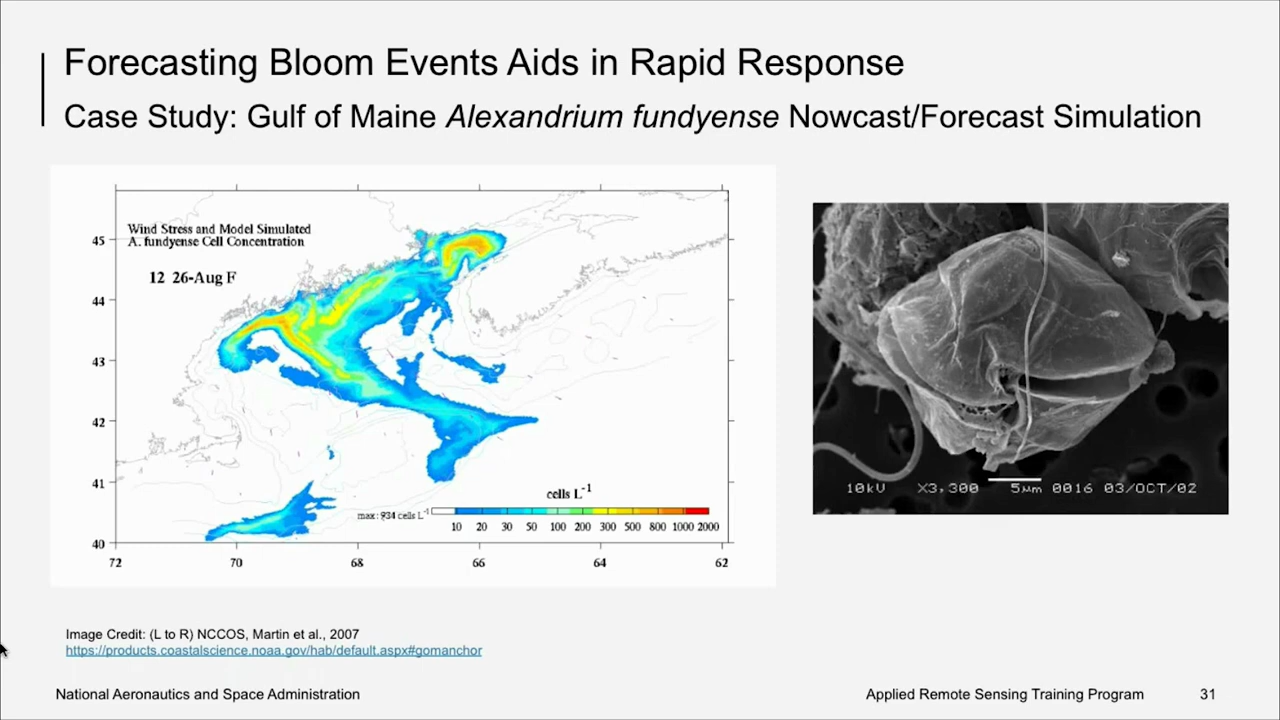 Forecasting Bloom Events Aids in Rapid Response
Case Study: Gulf of Maine Alexandrium fundyense Nowcast/Forecast Simulation
Wind Stress and Model Simulated
A. fundyense Cell Concentration
12 26-Aug F
45
44
43
42
41
40
cells L-1
max: 934 cells L-1
10 20 30 50 100 200 300 500 800 1000 2000
72 70 68 66 64 62
10kV X3,300 5μm 0016 03/OCT/02
Image Credit: (L to R) NCCOS, Martin et al., 2007
https://products.coastalscience.noaa.gov/hab/default.aspx#gomanchor
National Aeronautics and Space Administration
Applied Remote Sensing Training Program 31